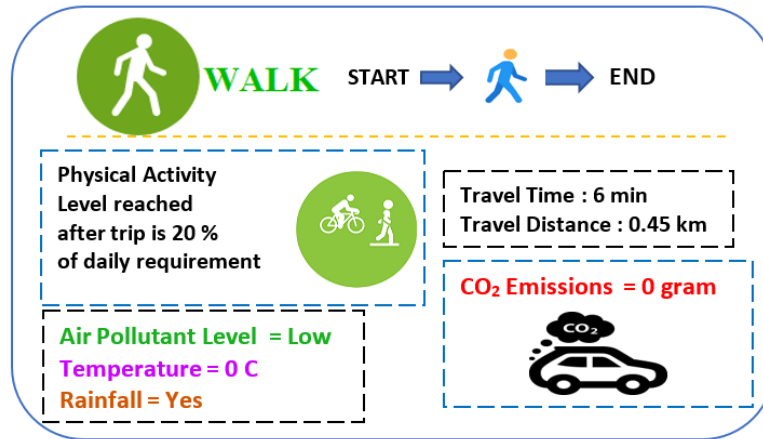 WALK START END
Physical Activity
Level reached
after trip is 20 %
of daily requirement
Travel Time : 6 min
Travel Distance : 0.45 km
CO₂ Emissions = 0 gram
CO₂
Air Pollutant Level = Low
Temperature = 0 C
Rainfall = Yes